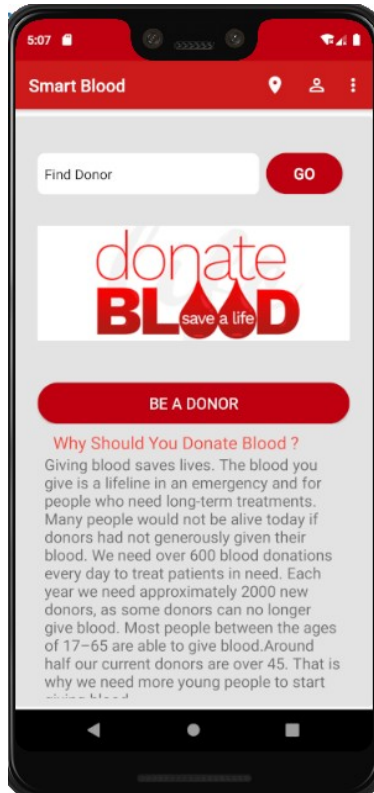 5:07
Smart Blood
Find Donor
GO
donate
BLOOD
save a life
BE A DONOR
Why Should You Donate Blood ?
Giving blood saves lives. The blood you
give is a lifeline in an emergency and for
people who need long-term treatments.
Many people would not be alive today if
donors had not generously given their
blood. We need over 600 blood donations
every day to treat patients in need. Each
year we need approximately 2000 new
donors, as some donors can no longer
give blood. Most people between the ages
of 17–65 are able to give blood.Around
half our current donors are over 45. That is
why we need more young people to start
giving blood